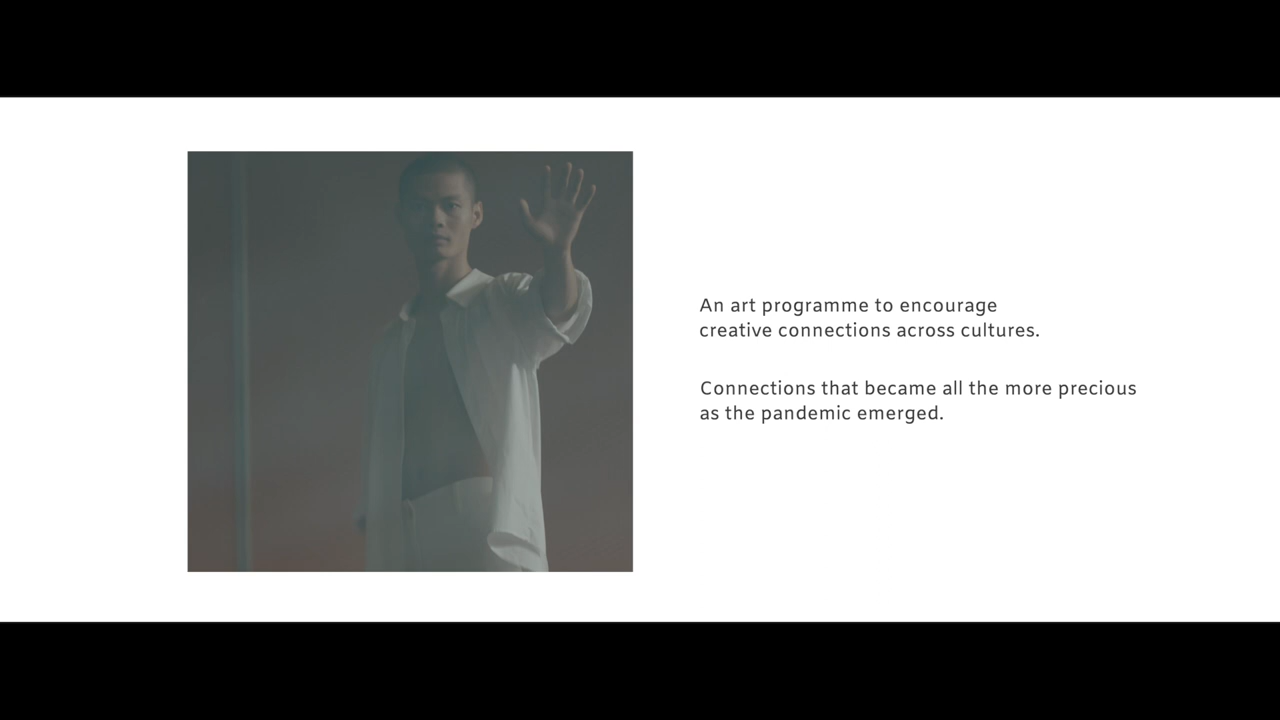 An art programme to encourage
creative connections across cultures.
Connections that became all the more precious
as the pandemic emerged.